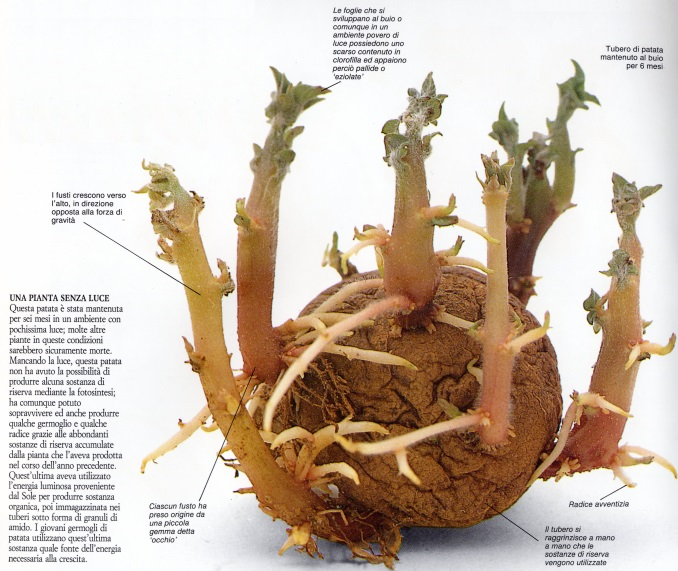 Le foglie che si
sviluppano al buio o
comunque in un
ambiente povero di
luce possiedono uno
scarso contenuto in
clorofilla ed appaiono
perciò pallide o
'eziolate'
Tubero di patata
mantenuto al buio
per 6 mesi
I fusti crescono verso
l'alto, in direzione
opposta alla forza di
gravità
UNA PIANTA SENZA LUCE
Questa patata è stata mantenuta
per sei mesi in un ambiente con
pochissima luce; molte altre
piante in queste condizioni
sarebbero sicuramente morte.
Mancando la luce, questa patata
non ha avuto la possibilità di
produrre alcuna sostanza di
riserva mediante la fotosintesi;
ha comunque potuto
sopravvivere ed anche produrre
qualche germoglio e qualche
radice grazie alle abbondanti
sostanze di riserva accumulate
dalla pianta che l'aveva prodotta
nel corso dell'anno precedente.
Quest'ultima aveva utilizzato
l'energia luminosa proveniente
dal Sole per produrre sostanza
organica, poi immagazzinata nei
tuberi sotto forma di granuli di
amido. I giovani germogli di
patata utilizzano quest'ultima
sostanza quale fonte dell'energia
necessaria alla crescita.
Ciascun fusto ha
preso origine da
una piccola
gemma detta
'occhio'
Radice avventizia
Il tubero si
raggrinzisce a mano
a mano che le
sostanze di riserva
vengono utilizzate